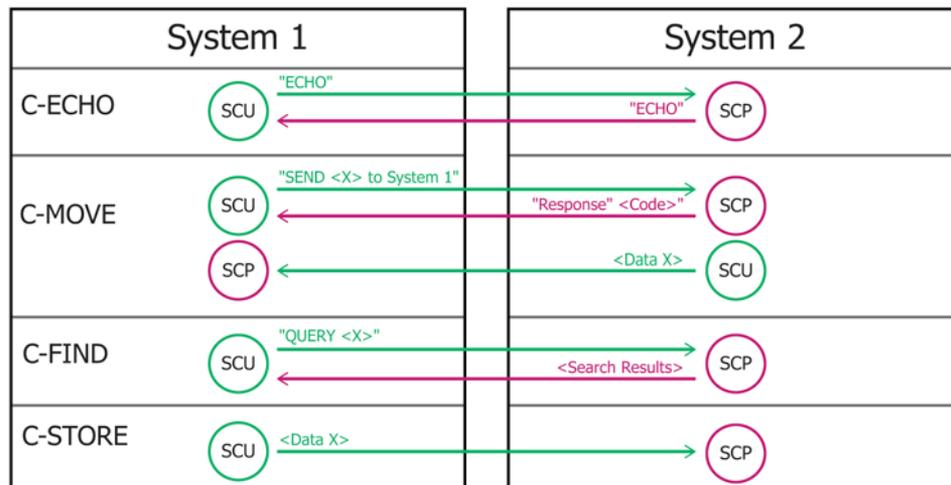 System 1
System 2
C-ECHO
SCU
"ECHO"
"ECHO"
SCP
C-MOVE
SCU
"SEND <X> to System 1"
"Response" <Code>"
SCP
SCP
<Data X>
SCU
C-FIND
SCU
"QUERY <X>"
<Search Results>
SCP
C-STORE
SCU
<Data X>
SCP